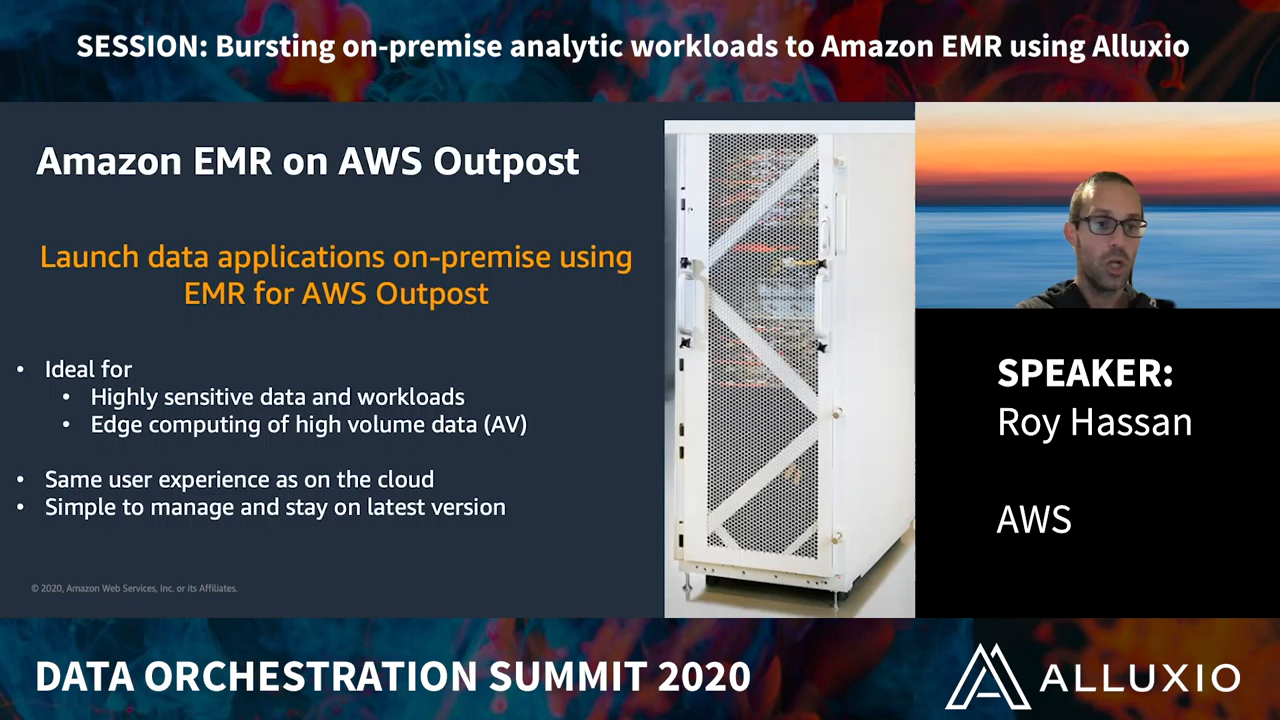 SESSION: Bursting on-premise analytic workloads to Amazon EMR using Alluxio
Amazon EMR on AWS Outpost
Launch data applications on-premise using
EMR for AWS Outpost
• Ideal for
• Highly sensitive data and workloads
• Edge computing of high volume data (AV)
• Same user experience as on the cloud
• Simple to manage and stay on latest version
© 2020, Amazon Web Services, Inc. or its Affiliates.
SPEAKER:
Roy Hassan
AWS
DATA ORCHESTRATION SUMMIT 2020
ALLUXIO